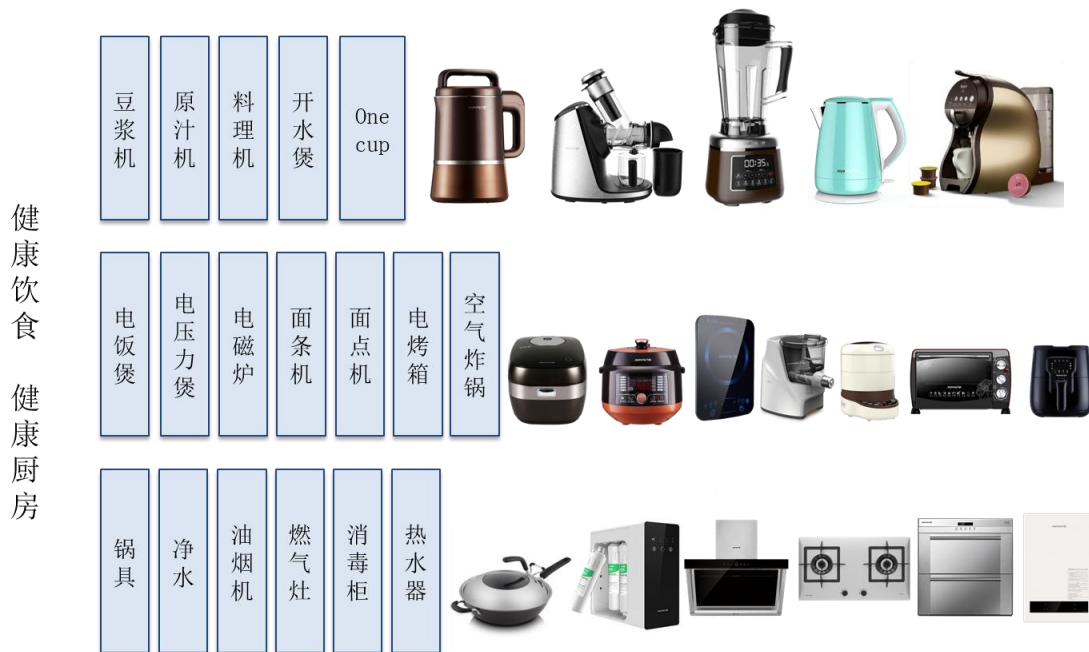 健康饮食 健康厨房
豆浆机
原汁机
料理机
开水煲
One
cup
00:35
电饭煲
电压力煲
电磁炉
面条机
面点机
电烤箱
空气炸锅
锅具
净水
油烟机
燃气灶
消毒柜
热水器